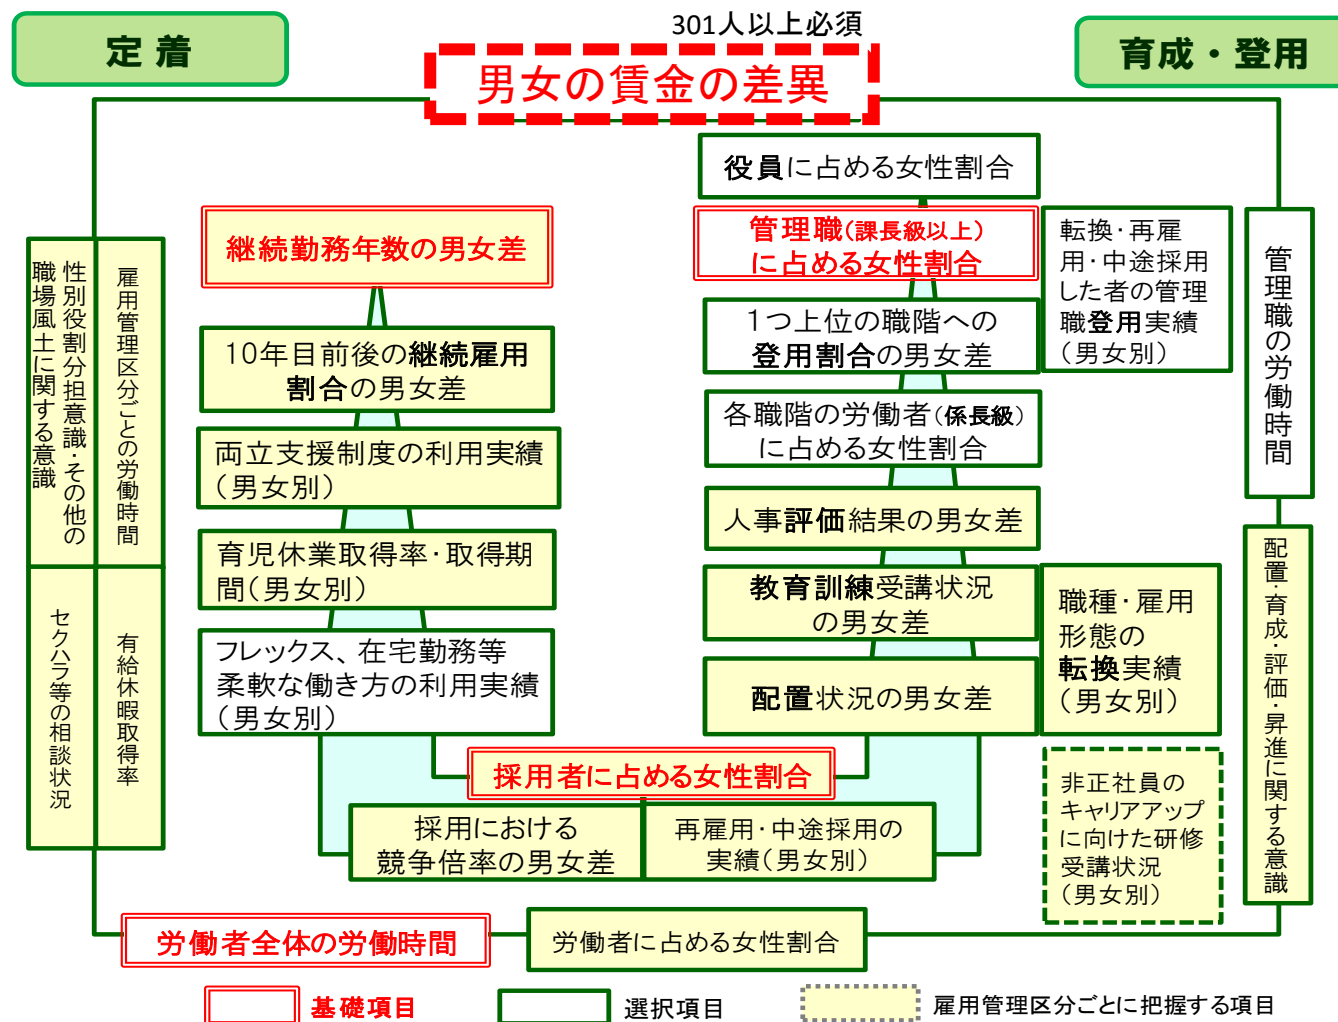 301人以上必須
定 着
男女の賃金の差異
育成・登用
役員に占める女性割合
継続勤務年数の男女差
管理職(課長級以上)
に占める女性割合
転換・再雇
用・中途採用
した者の管理
職登用実績
(男女別)
性別役割分担意識・その他の
職場風土に関する意識
雇用管理区分ごとの労働時間
管理職の労働時間
10年目前後の継続雇用
割合の男女差
1つ上位の職階への
登用割合の男女差
各職階の労働者(係長級)
に占める女性割合
両立支援制度の利用実績
(男女別)
人事評価結果の男女差
育児休業取得率・取得期
間(男女別)
教育訓練受講状況
の男女差
職種・雇用
形態の
転換実績
(男女別)
配置・育成・評価・昇進に関する意識
セクハラ等の相談状況
有給休暇取得率
フレックス、在宅勤務等
柔軟な働き方の利用実績
(男女別)
配置状況の男女差
採用者に占める女性割合
採用における
競争倍率の男女差
再雇用・中途採用の
実績(男女別)
非正社員の
キャリアアップ
に向けた研修
受講状況
(男女別)
労働者全体の労働時間
労働者に占める女性割合
基礎項目
選択項目
雇用管理区分ごとに把握する項目